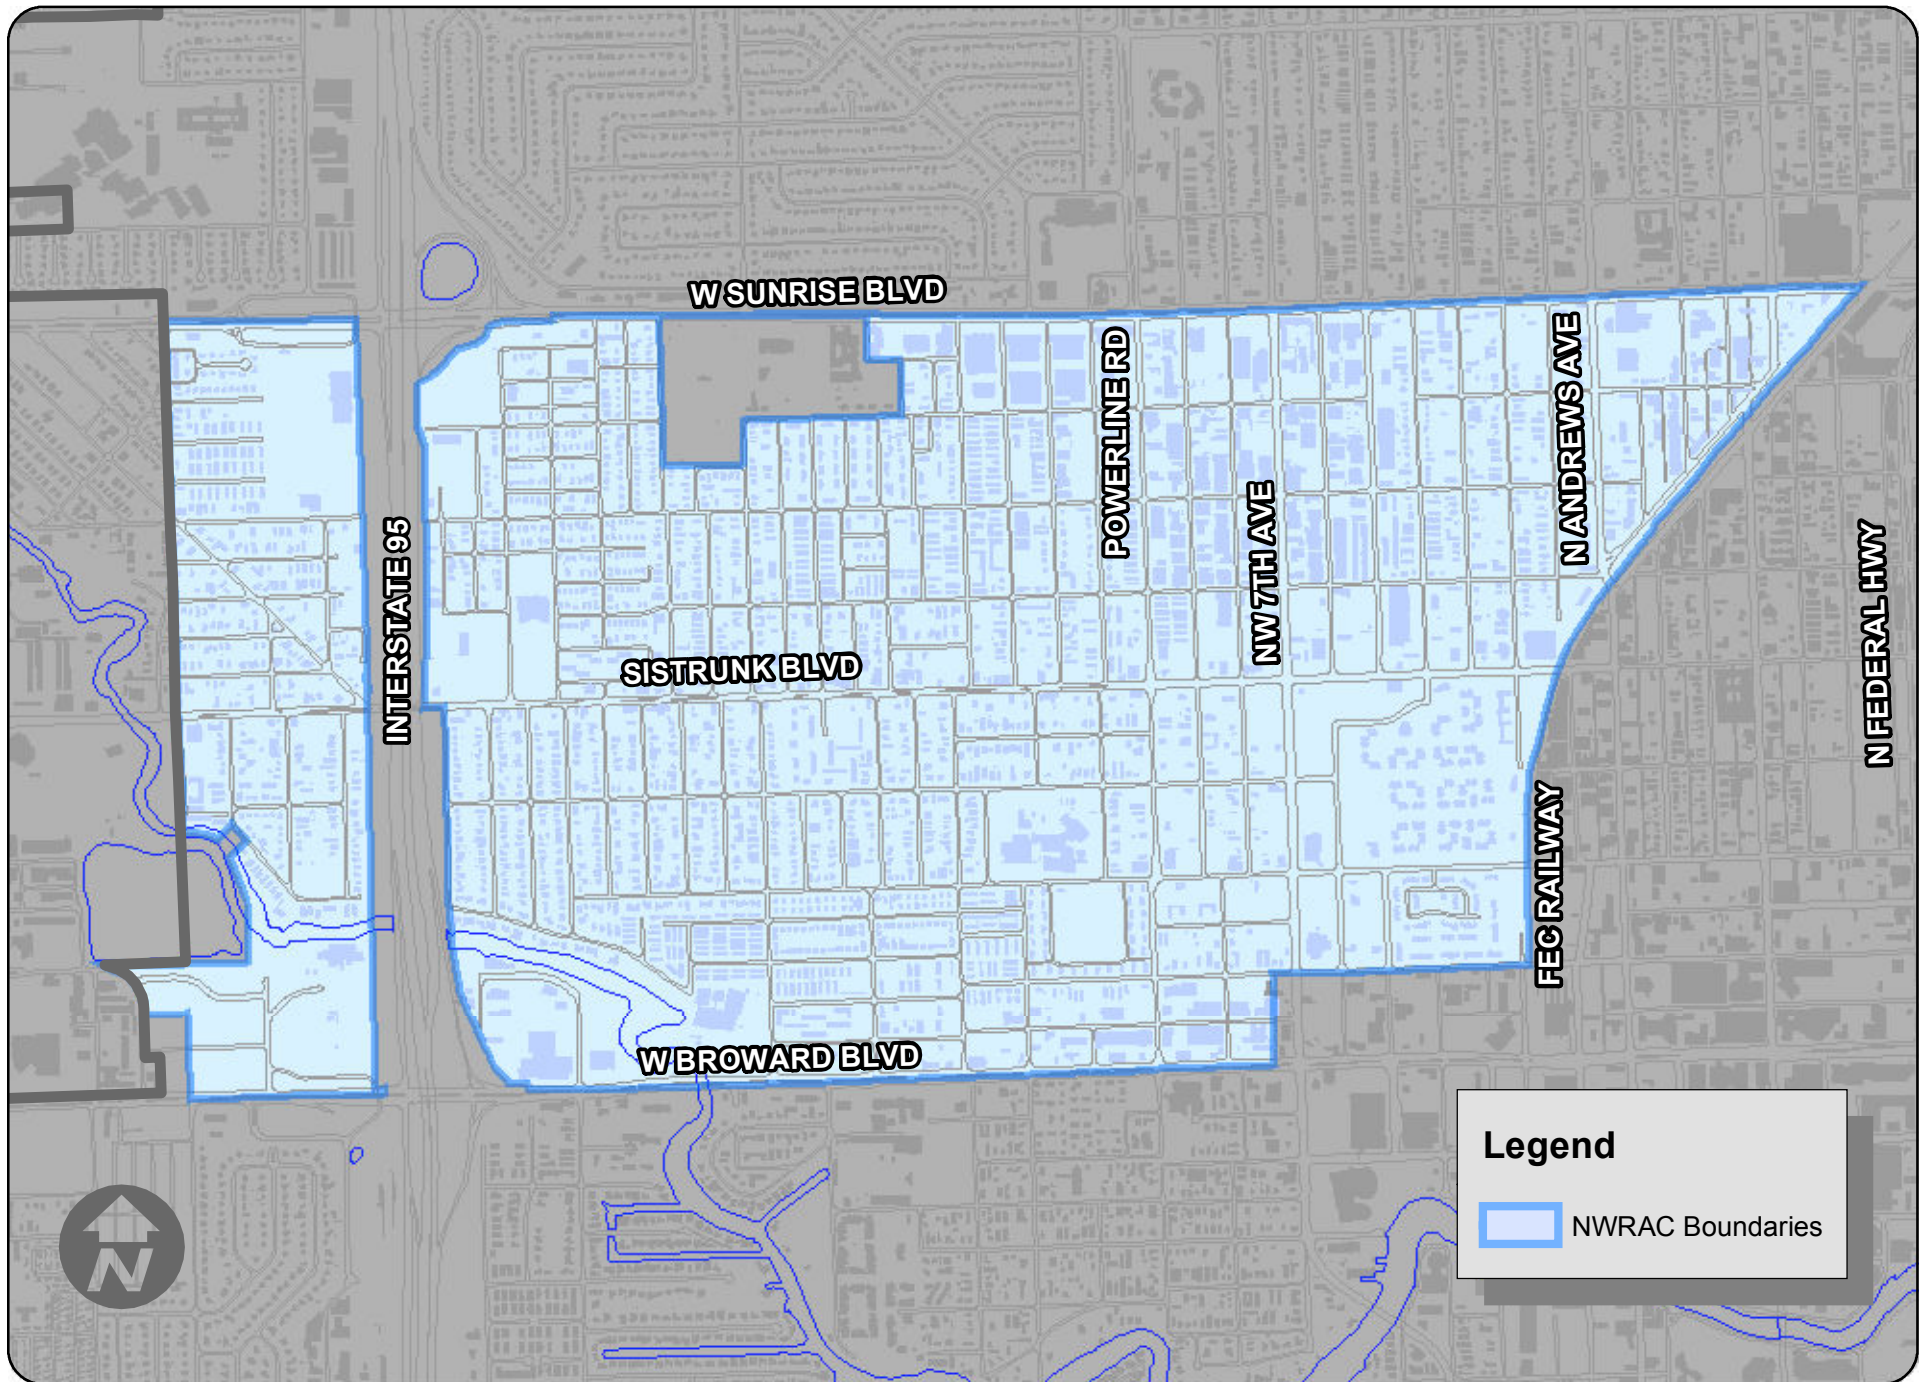 W SUNRISE BLVD
POWERLINE RD
N ANDREWS AVE
NW 7TH AVE
INTERSTATE 95
N FEDERAL HWY
SISTRUNK BLVD
FEC RAILWAY
W BROWARD BLVD
Legend
NWRAC Boundaries
N